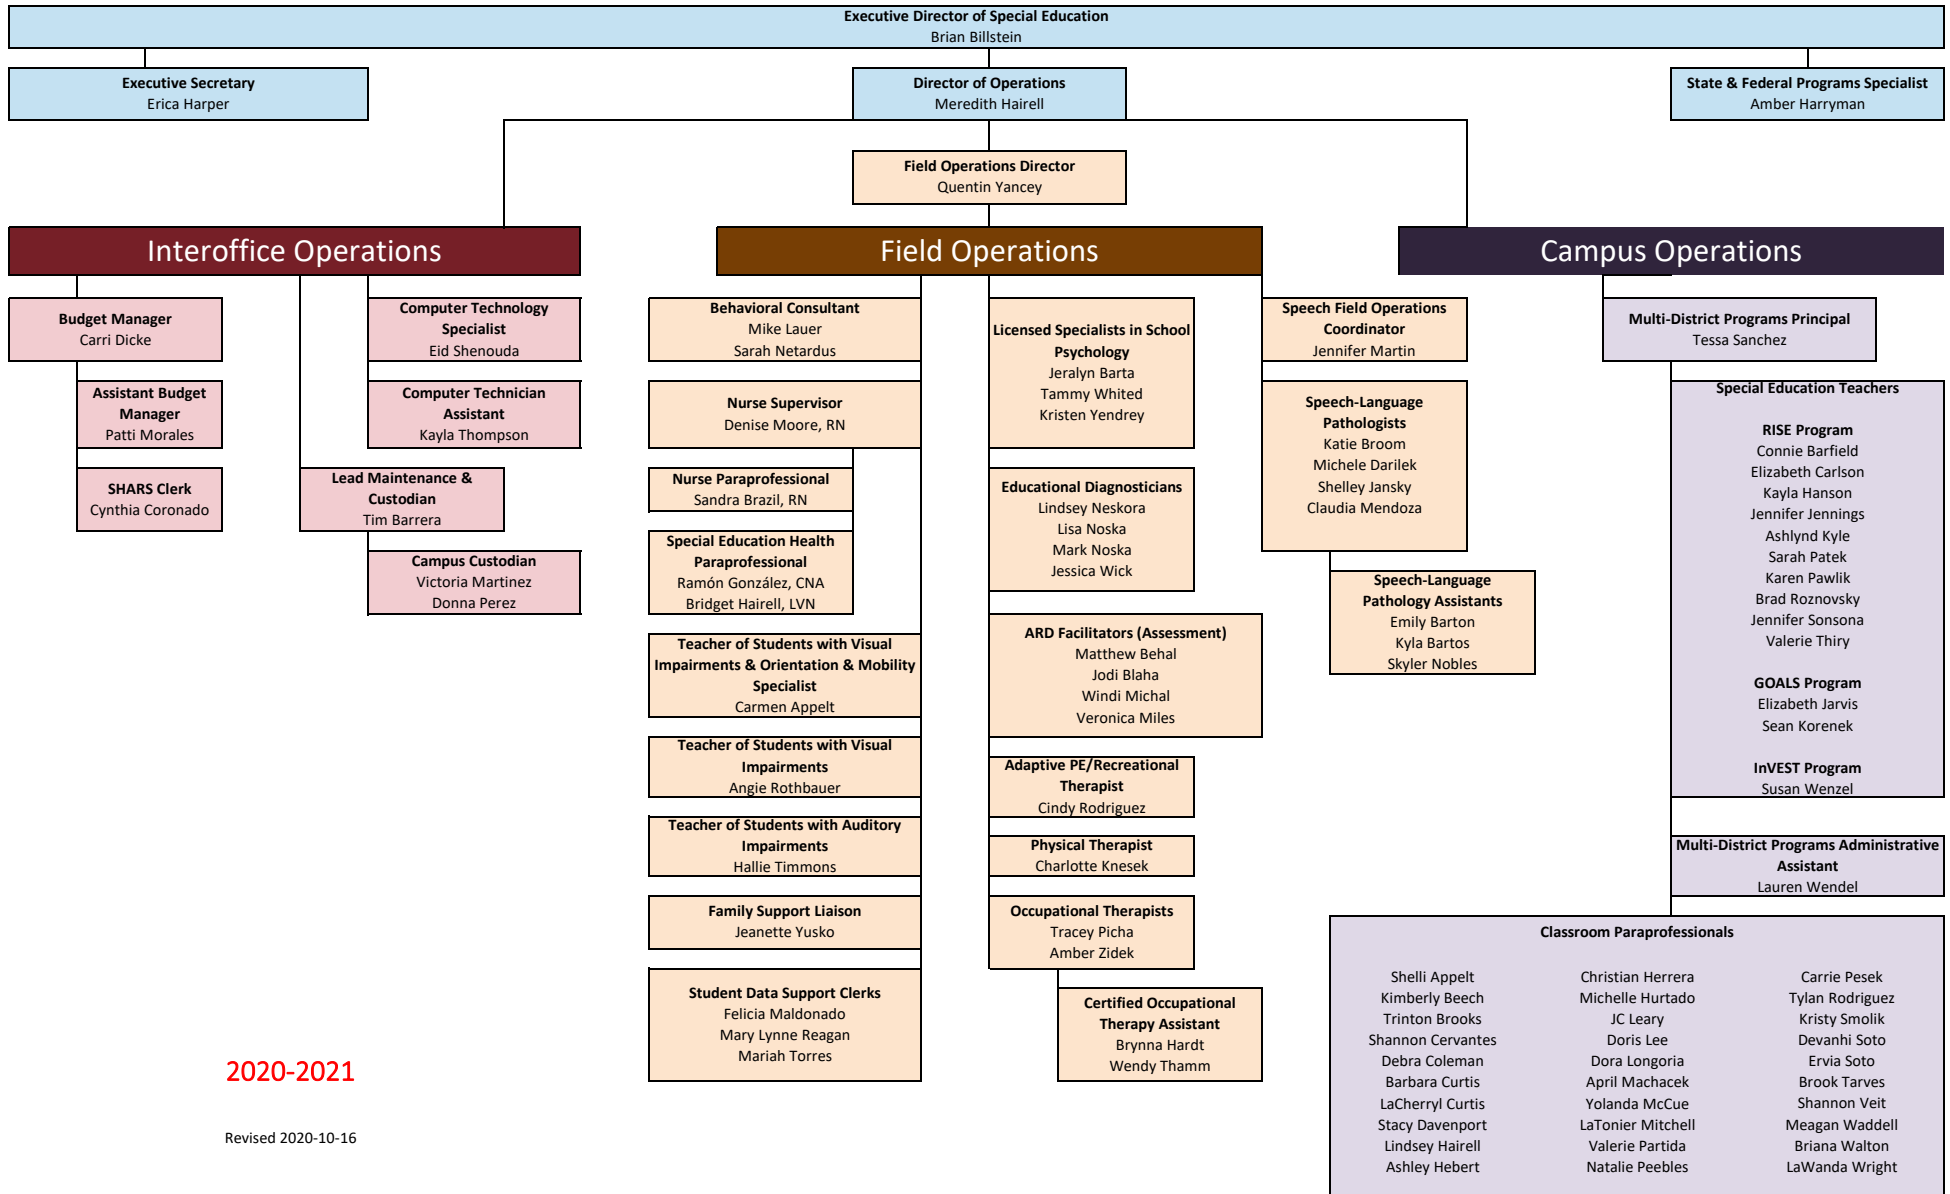 Executive Director of Special Education
Brian Billstein
Executive Secretary
Erica Harper
Director of Operations
Meredith Hairell
State & Federal Programs Specialist
Amber Harryman
Field Operations Director
Quentin Yancey
Interoffice Operations
Budget Manager
Carri Dicke
Assistant Budget
Manager
Patti Morales
SHARS Clerk
Cynthia Coronado
Computer Technology
Specialist
Eid Shenouda
Computer Technician
Assistant
Kayla Thompson
Lead Maintenance &
Custodian
Tim Barrera
Campus Custodian
Victoria Martinez
Donna Perez
Field Operations
Behavioral Consultant
Mike Lauer
Sarah Netardus
Nurse Supervisor
Denise Moore, RN
Nurse Paraprofessional
Sandra Brazil, RN
Special Education Health
Paraprofessional
Ramón González, CNA
Bridget Hairell, LVN
Teacher of Students with Visual
Impairments & Orientation & Mobility
Specialist
Carmen Appelt
Teacher of Students with Visual
Impairments
Angie Rothbauer
Teacher of Students with Auditory
Impairments
Hallie Timmons
Family Support Liaison
Jeanette Yusko
Student Data Support Clerks
Felicia Maldonado
Mary Lynne Reagan
Mariah Torres
Licensed Specialists in School
Psychology
Jeralyn Barta
Tammy Whited
Kristen Yendrey
Educational Diagnosticians
Lindsey Neskora
Lisa Noska
Mark Noska
Jessica Wick
ARD Facilitators (Assessment)
Matthew Behal
Jodi Blaha
Windi Michal
Veronica Miles
Adaptive PE/Recreational
Therapist
Cindy Rodriguez
Physical Therapist
Charlotte Knesek
Occupational Therapists
Tracey Picha
Amber Zidek
Certified Occupational
Therapy Assistant
Brynna Hardt
Wendy Thamm
Speech Field Operations
Coordinator
Jennifer Martin
Speech-Language
Pathologists
Katie Broom
Michele Darilek
Shelley Jansky
Claudia Mendoza
Speech-Language
Pathology Assistants
Emily Barton
Kyla Bartos
Skyler Nobles
Campus Operations
Multi-District Programs Principal
Tessa Sanchez
Special Education Teachers
RISE Program
Connie Barfield
Elizabeth Carlson
Kayla Hanson
Jennifer Jennings
Ashlynd Kyle
Sarah Patek
Karen Pawlik
Brad Roznovsky
Jennifer Sonsona
Valerie Thiry
GOALS Program
Elizabeth Jarvis
Sean Korenek
InVEST Program
Susan Wenzel
Multi-District Programs Administrative
Assistant
Lauren Wendel
Classroom Paraprofessionals
Shelli Appelt
Kimberly Beech
Trinton Brooks
Shannon Cervantes
Debra Coleman
Barbara Curtis
LaCherryl Curtis
Stacy Davenport
Lindsey Hairell
Ashley Hebert
Christian Herrera
Michelle Hurtado
JC Leary
Doris Lee
Dora Longoria
April Machacek
Yolanda McCue
LaTonier Mitchell
Valerie Partida
Natalie Peebles
Carrie Pesek
Tylan Rodriguez
Kristy Smolik
Devanhi Soto
Ervia Soto
Brook Tarves
Shannon Veit
Meagan Waddell
Briana Walton
LaWanda Wright
2020-2021
Revised 2020-10-16